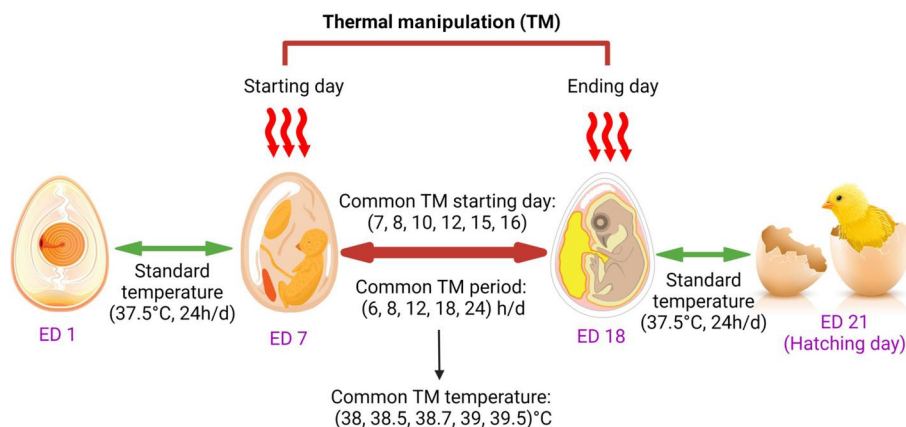 Thermal manipulation (TM)
Starting day
Ending day
Common TM starting day:
(7, 8, 10, 12, 15, 16)
Standard
temperature
(37.5°C, 24h/d)
Common TM period:
(6, 8, 12, 18, 24) h/d
Standard
temperature
(37.5°C, 24h/d)
ED 1
ED 7
ED 18
ED 21
(Hatching day)
Common TM temperature:
(38, 38.5, 38.7, 39, 39.5)°C